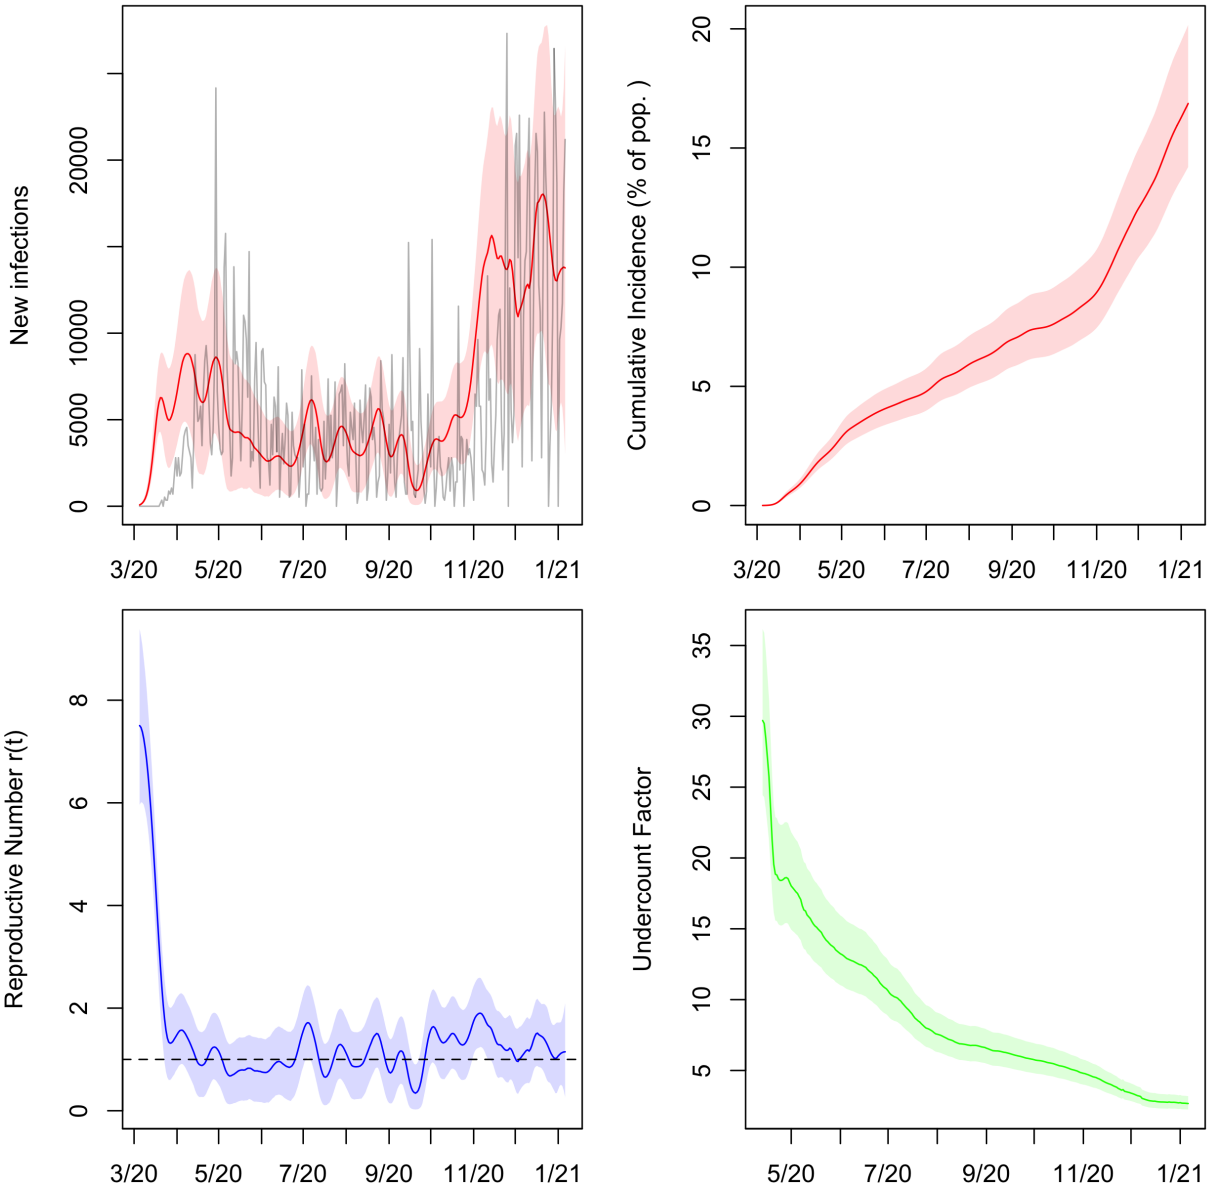 New infections
20000
10000
5000
0
3/20 5/20 7/20 9/20 11/20 1/21
Cumulative Incidence (% of pop. )
20
15
10
5
0
3/20 5/20 7/20 9/20 11/20 1/21
Reproductive Number r(t)
8
6
4
2
0
3/20 5/20 7/20 9/20 11/20 1/21
Undercount Factor
35
30
25
20
15
10
5
5/20 7/20 9/20 11/20 1/21